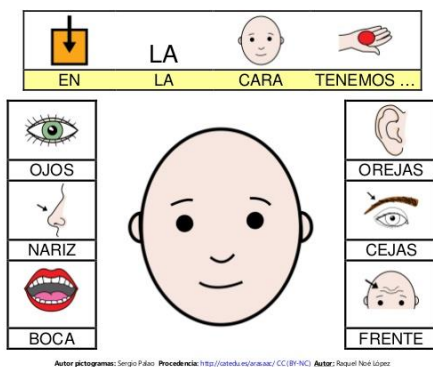 LA
EN LA CARA TENEMOS ...
OJOS
NARIZ
BOCA
OREJAS
CEJAS
FRENTE
Autor pictogramas: Sergio Palao Procedencia: http://catedu.es/arasaac/ CC (BY-NC) Autor: Raquel Noé López